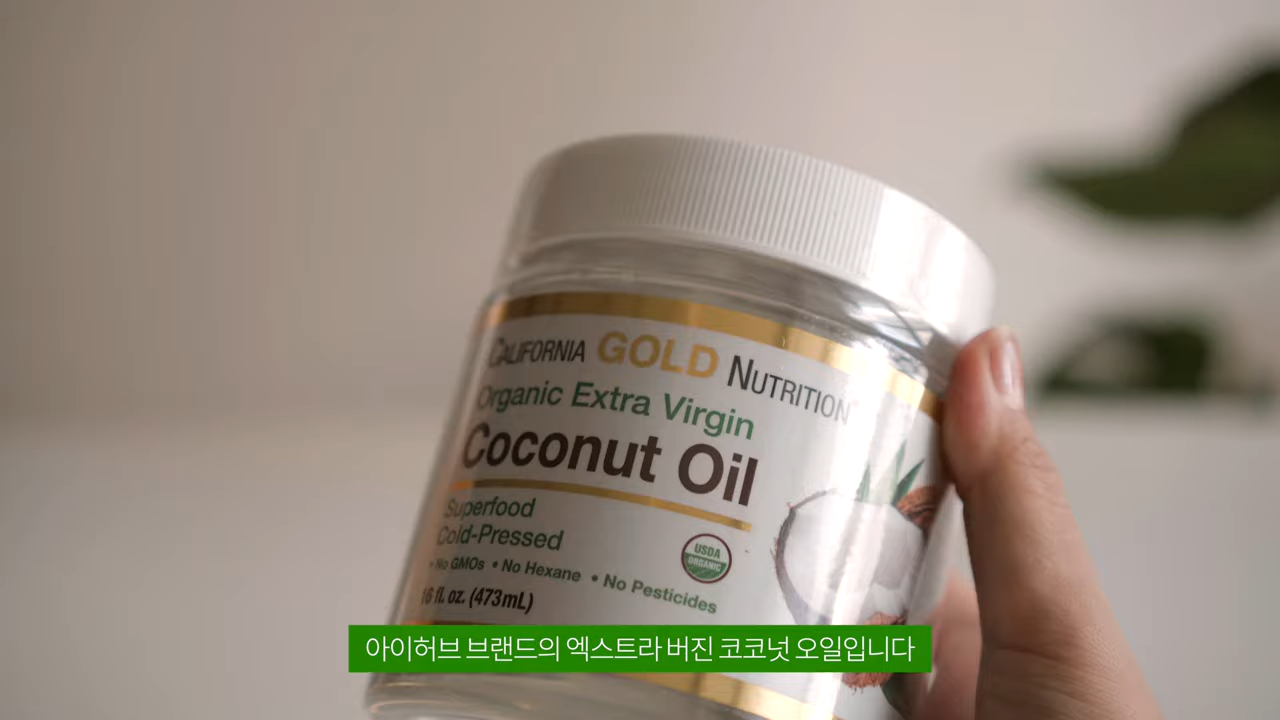 CALIFORNIA GOLD NUTRITION
Organic Extra Virgin
Coconut Oil
Superfood
Cold-Pressed
USDA
ORGANIC
• No GMOs • No Hexane • No Pesticides
16 fl. oz. (473mL)
아이허브 브랜드의 엑스트라 버진 코코넛 오일입니다